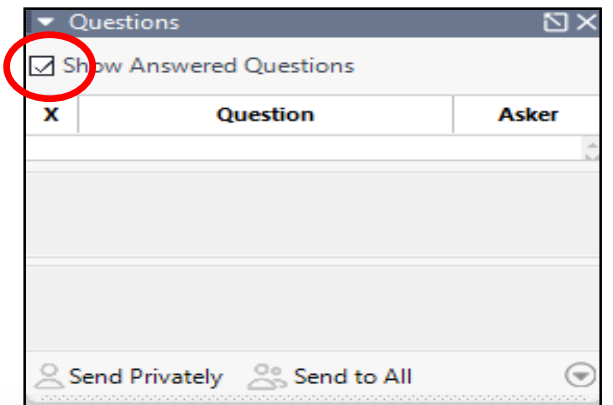 Questions
Show Answered Questions
X Question Asker
Send Privately Send to All